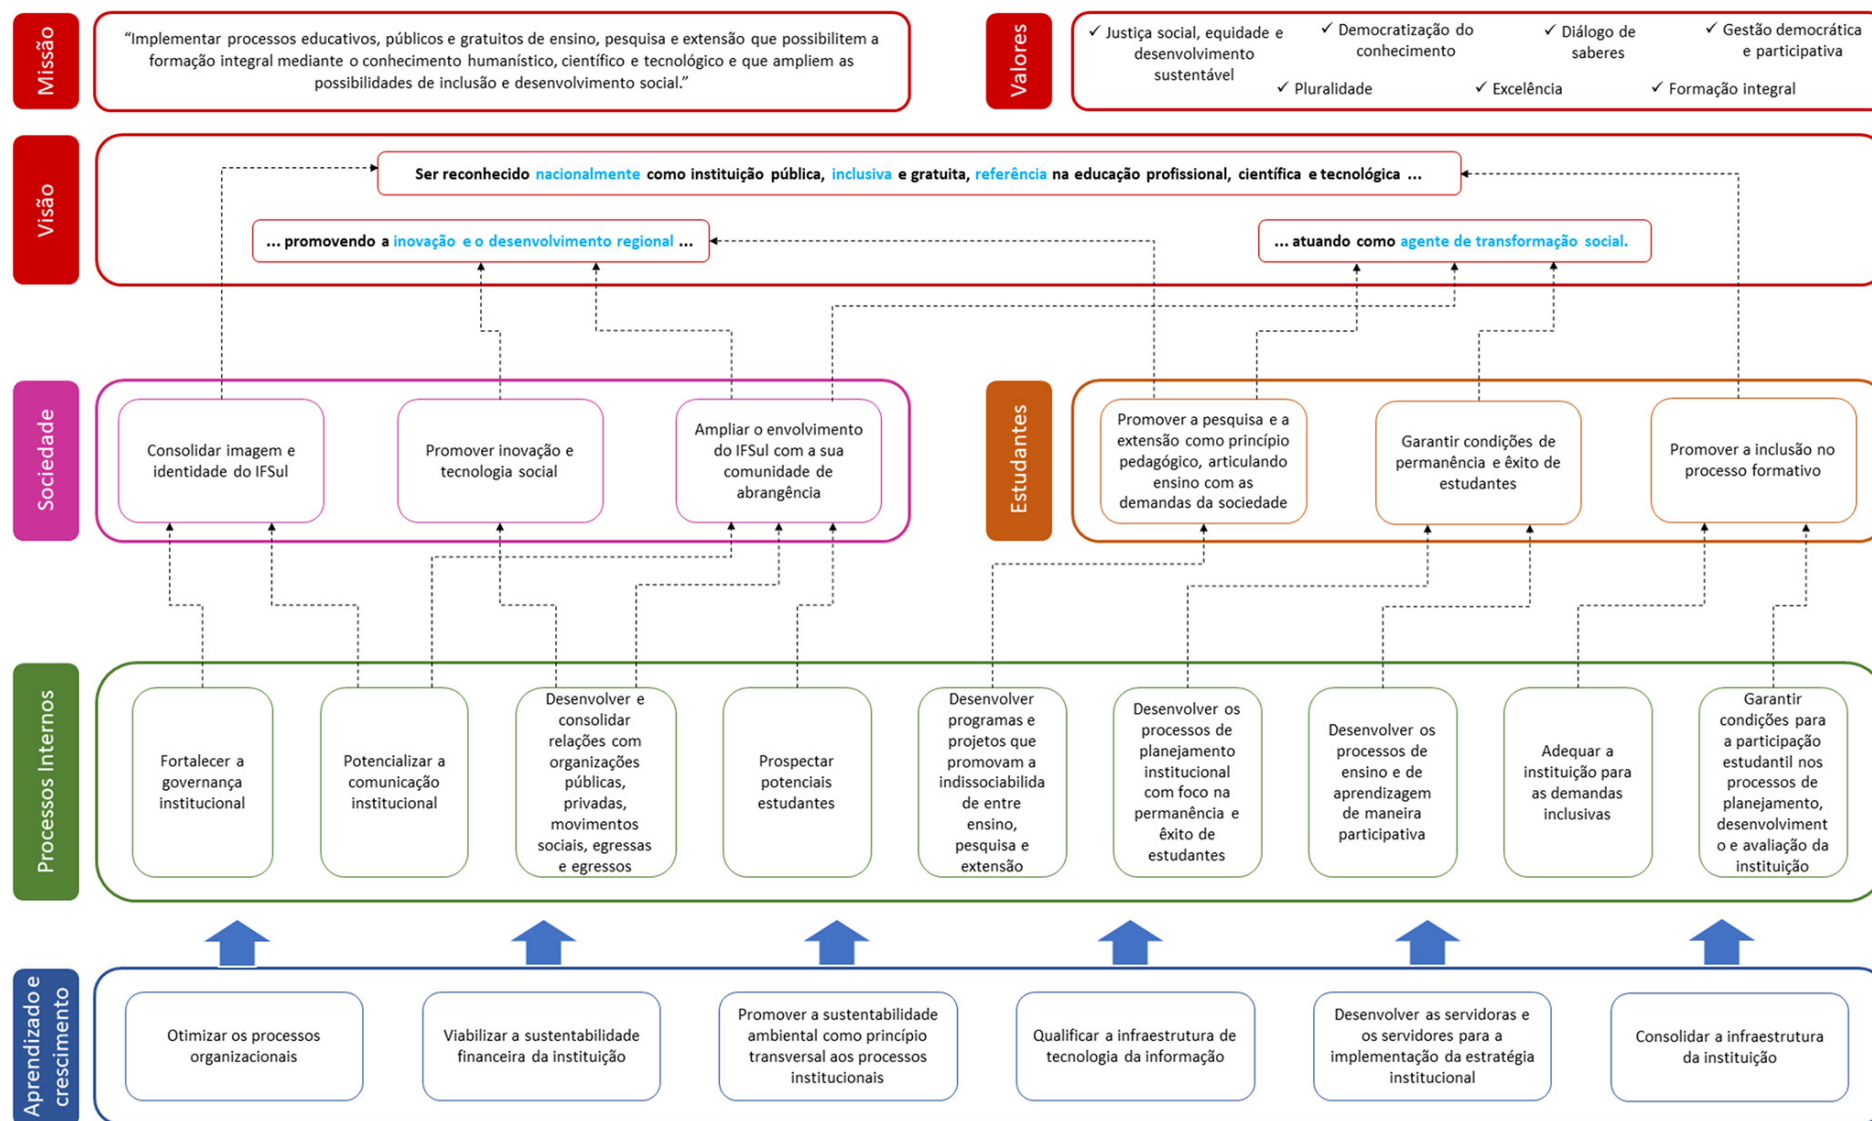 Missão
“Implementar processos educativos, públicos e gratuitos de ensino, pesquisa e extensão que possibilitem a
formação integral mediante o conhecimento humanístico, científico e tecnológico e que ampliem as
possibilidades de inclusão e desenvolvimento social.”
Valores
✓ Justiça social, equidade e
desenvolvimento
sustentável
✓ Democratização do
conhecimento
✓ Diálogo de
saberes
✓ Gestão democrática
e participativa
✓ Pluralidade
✓ Excelência
✓ Formação integral
Visão
Ser reconhecido nacionalmente como instituição pública, inclusiva e gratuita, referência na educação profissional, científica e tecnológica ...
... promovendo a inovação e o desenvolvimento regional ...
... atuando como agente de transformação social.
Sociedade
Consolidar imagem e
identidade do IFSul
Promover inovação e
tecnologia social
Ampliar o envolvimento
do IFSul com a sua
comunidade de
abrangência
Estudantes
Promover a pesquisa e a
extensão como princípio
pedagógico, articulando
ensino com as
demandas da sociedade
Garantir condições de
permanência e êxito de
estudantes
Promover a inclusão no
processo formativo
Processos Internos
Fortalecer a
governança
institucional
Potencializar a
comunicação
institucional
Desenvolver e
consolidar
relações com
organizações
públicas,
privadas,
movimentos
sociais, egressas
e egressos
Prospectar
potenciais
estudantes
Desenvolver
programas e
projetos que
promovam a
indissociabilida
de entre
ensino,
pesquisa e
extensão
Desenvolver os
processos de
planejamento
institucional
com foco na
permanência e
êxito de
estudantes
Desenvolver os
processos de
ensino e de
aprendizagem
de maneira
participativa
Adequar a
instituição para
as demandas
inclusivas
Garantir
condições para
a participação
estudantil nos
processos de
planejamento,
desenvolviment
o e avaliação da
instituição
Aprendizado e
crescimento
Otimizar os processos
organizacionais
Viabilizar a sustentabilidade
financeira da instituição
Promover a sustentabilidade
ambiental como princípio
transversal aos processos
institucionais
Qualificar a infraestrutura de
tecnologia da informação
Desenvolver as servidoras e
os servidores para a
implementação da estratégia
institucional
Consolidar a infraestrutura
da instituição